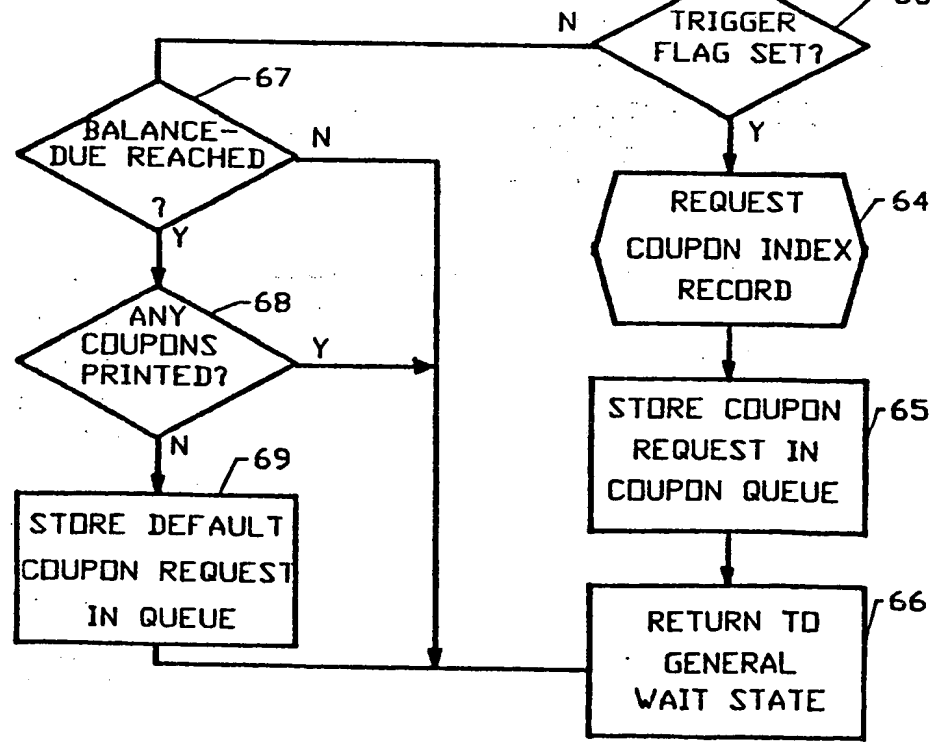 N
TRIGGER
FLAG SET?
67
BALANCE-
DUE REACHED
?
N
Y
Y
REQUEST
COUPON INDEX
RECORD
64
68
ANY
COUPONS
PRINTED?
Y
N
STORE COUPON
REQUEST IN
COUPON QUEUE
65
69
STORE DEFAULT
COUPON REQUEST
IN QUEUE
RETURN TO
GENERAL
WAIT STATE
66